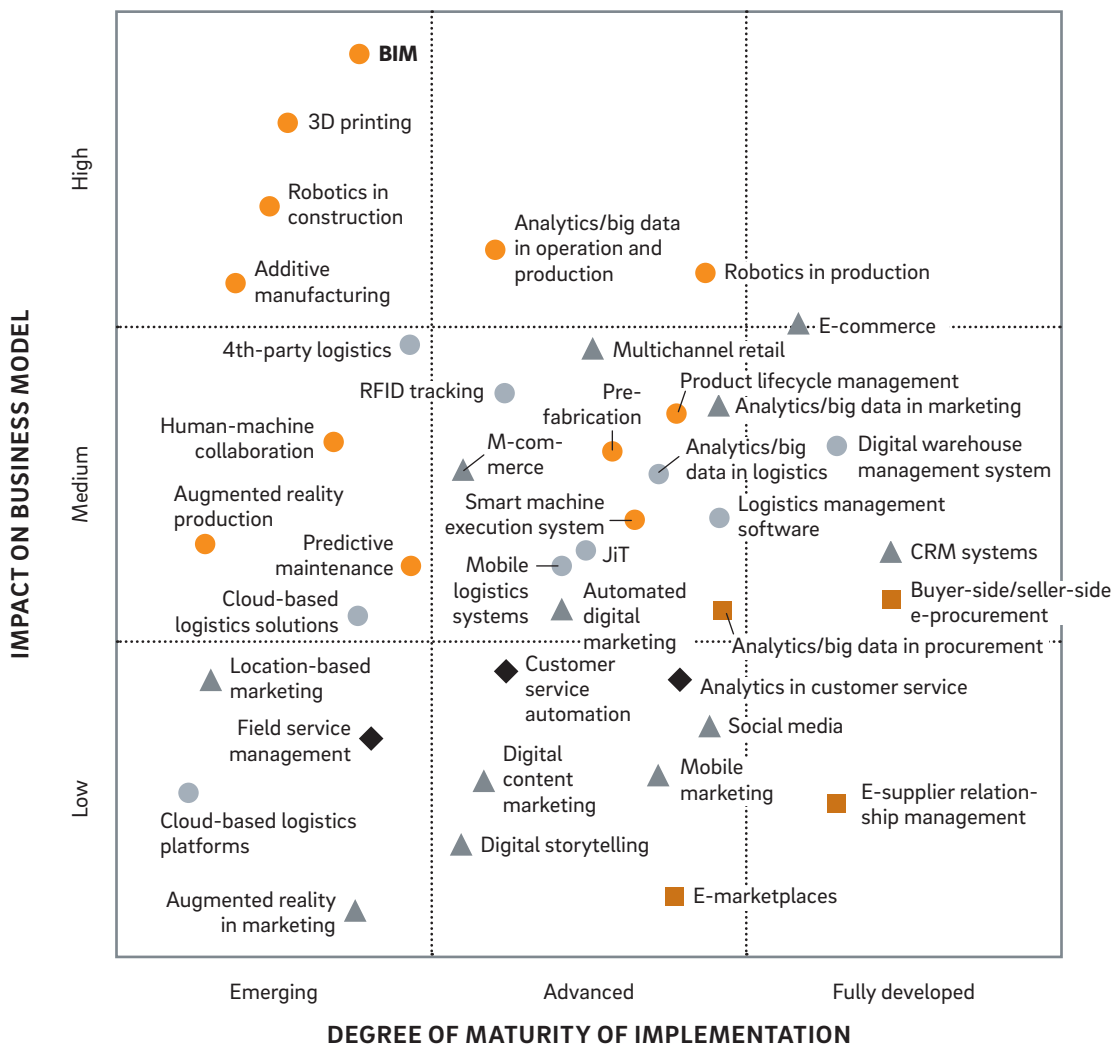 BIM
3D printing
Robotics in
construction
Analytics/big data
in operation and
production
Additive
manufacturing
Robotics in production
E-commerce
4th-party logistics
Multichannel retail
RFID tracking
Pre-
fabrication
Product lifecycle management
Analytics/big data in marketing
Human-machine
collaboration
M-com-
merce
Analytics/big
data in logistics
Digital warehouse
management system
Augmented reality
production
Smart machine
execution system
Logistics management
software
Predictive
maintenance
Mobile
logistics
systems
JiT
CRM systems
Cloud-based
logistics solutions
Automated
digital
marketing
Buyer-side/seller-side
e-procurement
Analytics/big data in procurement
Location-based
marketing
Customer
service
automation
Analytics in customer service
Field service
management
Social media
Digital
content
marketing
Mobile
marketing
Cloud-based logistics
platforms
E-supplier relation-
ship management
Digital storytelling
Augmented reality
in marketing
E-marketplaces
High
Medium
Low
IMPACT ON BUSINESS MODEL
Emerging
Advanced
Fully developed
DEGREE OF MATURITY OF IMPLEMENTATION